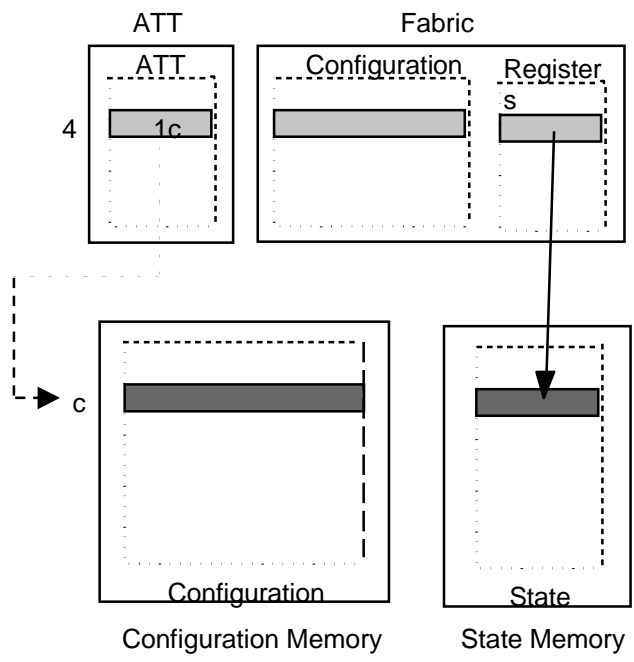 ATT Fabric
ATT Configuration Register
s
4 1c
c
Configuration State
Configuration Memory State Memory